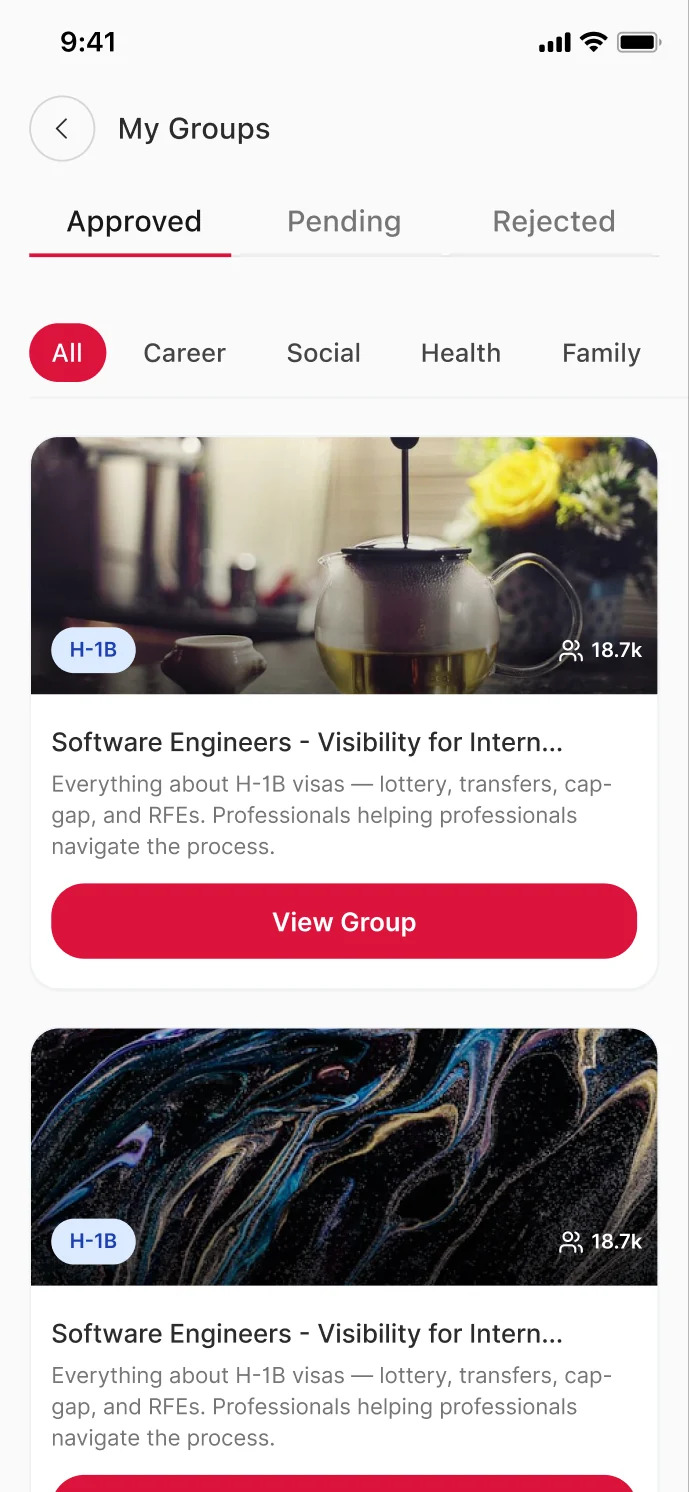 9:41
My Groups
Approved Pending Rejected
All Career Social Health Family
H-1B 18.7k
Software Engineers - Visibility for Intern...
Everything about H-1B visas — lottery, transfers, cap-
gap, and RFEs. Professionals helping professionals
navigate the process.
View Group
H-1B 18.7k
Software Engineers - Visibility for Intern...
Everything about H-1B visas — lottery, transfers, cap-
gap, and RFEs. Professionals helping professionals
navigate the process.